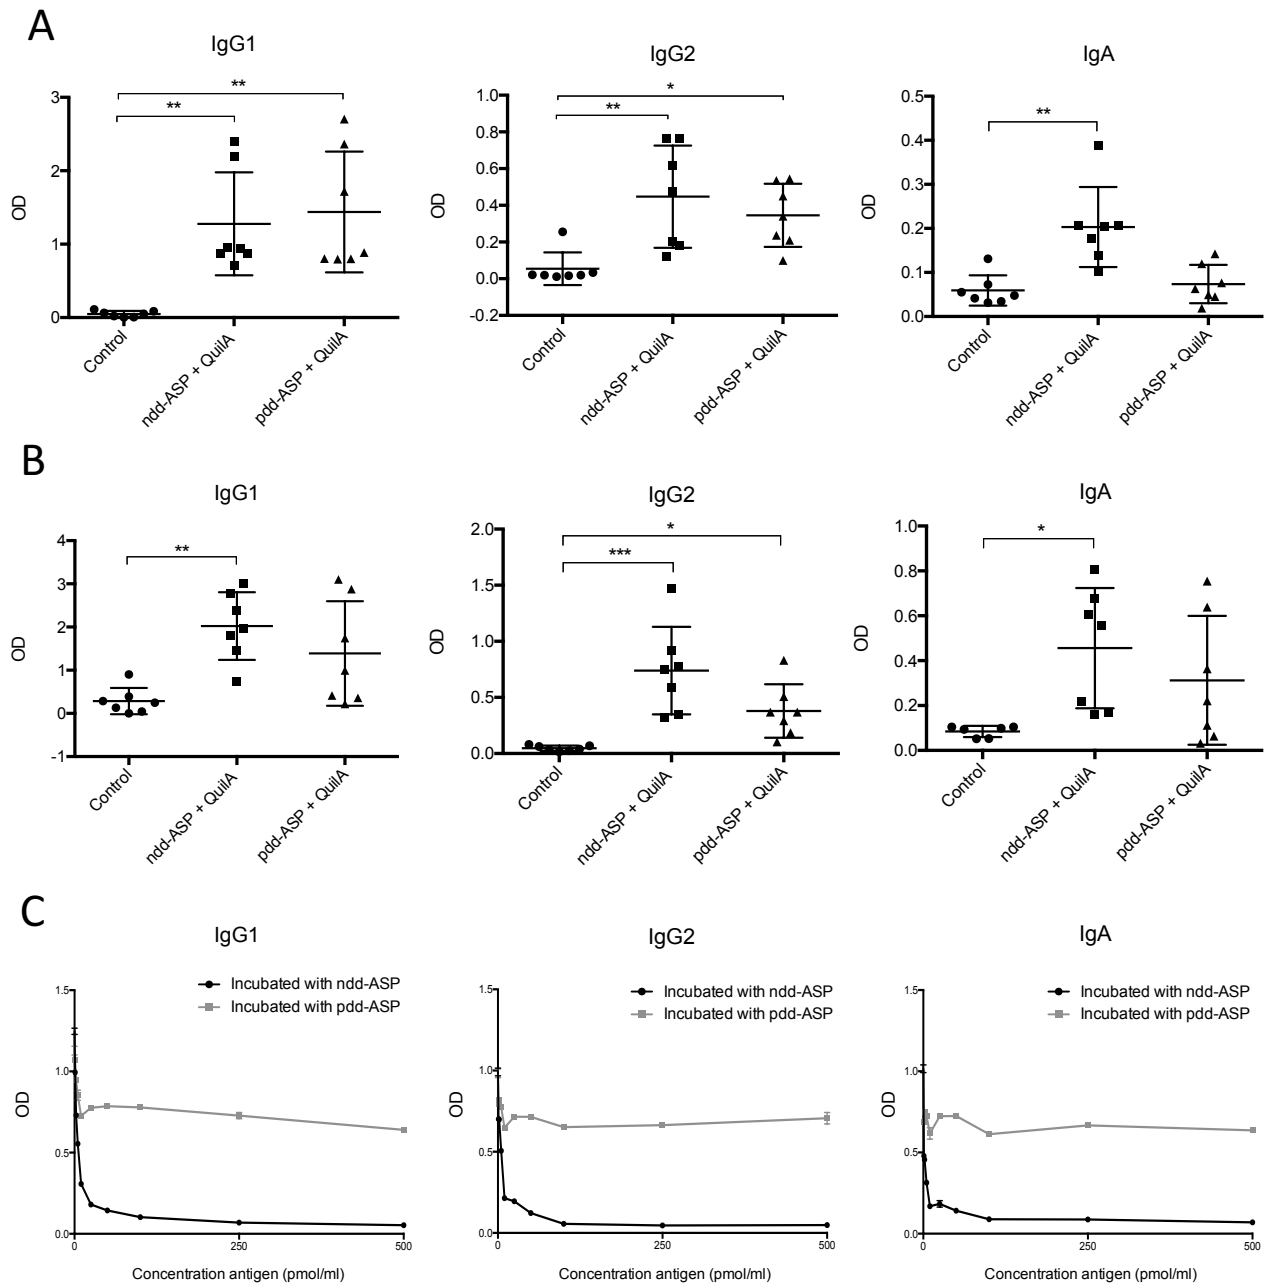 A
IgG1
IgG2
IgA
** 
**
*
**
**
OD
3
2
1
0
OD
1.0
0.8
0.6
0.4
0.2
0.0
-0.2
OD
0.5
0.4
0.3
0.2
0.1
0.0
Control
ndd-ASP + QuilA
pdd-ASP + QuilA
Control
ndd-ASP + QuilA
pdd-ASP + QuilA
Control
ndd-ASP + QuilA
pdd-ASP + QuilA
B
IgG1
IgG2
IgA
**
*
***
*
OD
4
3
2
1
0
-1
OD
2.0
1.5
1.0
0.5
0.0
OD
1.0
0.8
0.6
0.4
0.2
0.0
Control
ndd-ASP + QuilA
pdd-ASP + QuilA
Control
ndd-ASP + QuilA
pdd-ASP + QuilA
Control
ndd-ASP + QuilA
pdd-ASP + QuilA
C
IgG1
Incubated with ndd-ASP
Incubated with pdd-ASP
OD
1.5
1.0
0.5
0.0
0
250
500
Concentration antigen (pmol/ml)
IgG2
Incubated with ndd-ASP
Incubated with pdd-ASP
OD
1.5
1.0
0.5
0.0
0
250
500
Concentration antigen (pmol/ml)
IgA
Incubated with ndd-ASP
Incubated with pdd-ASP
OD
1.5
1.0
0.5
0.0
0
250
500
Concentration antigen (pmol/ml)